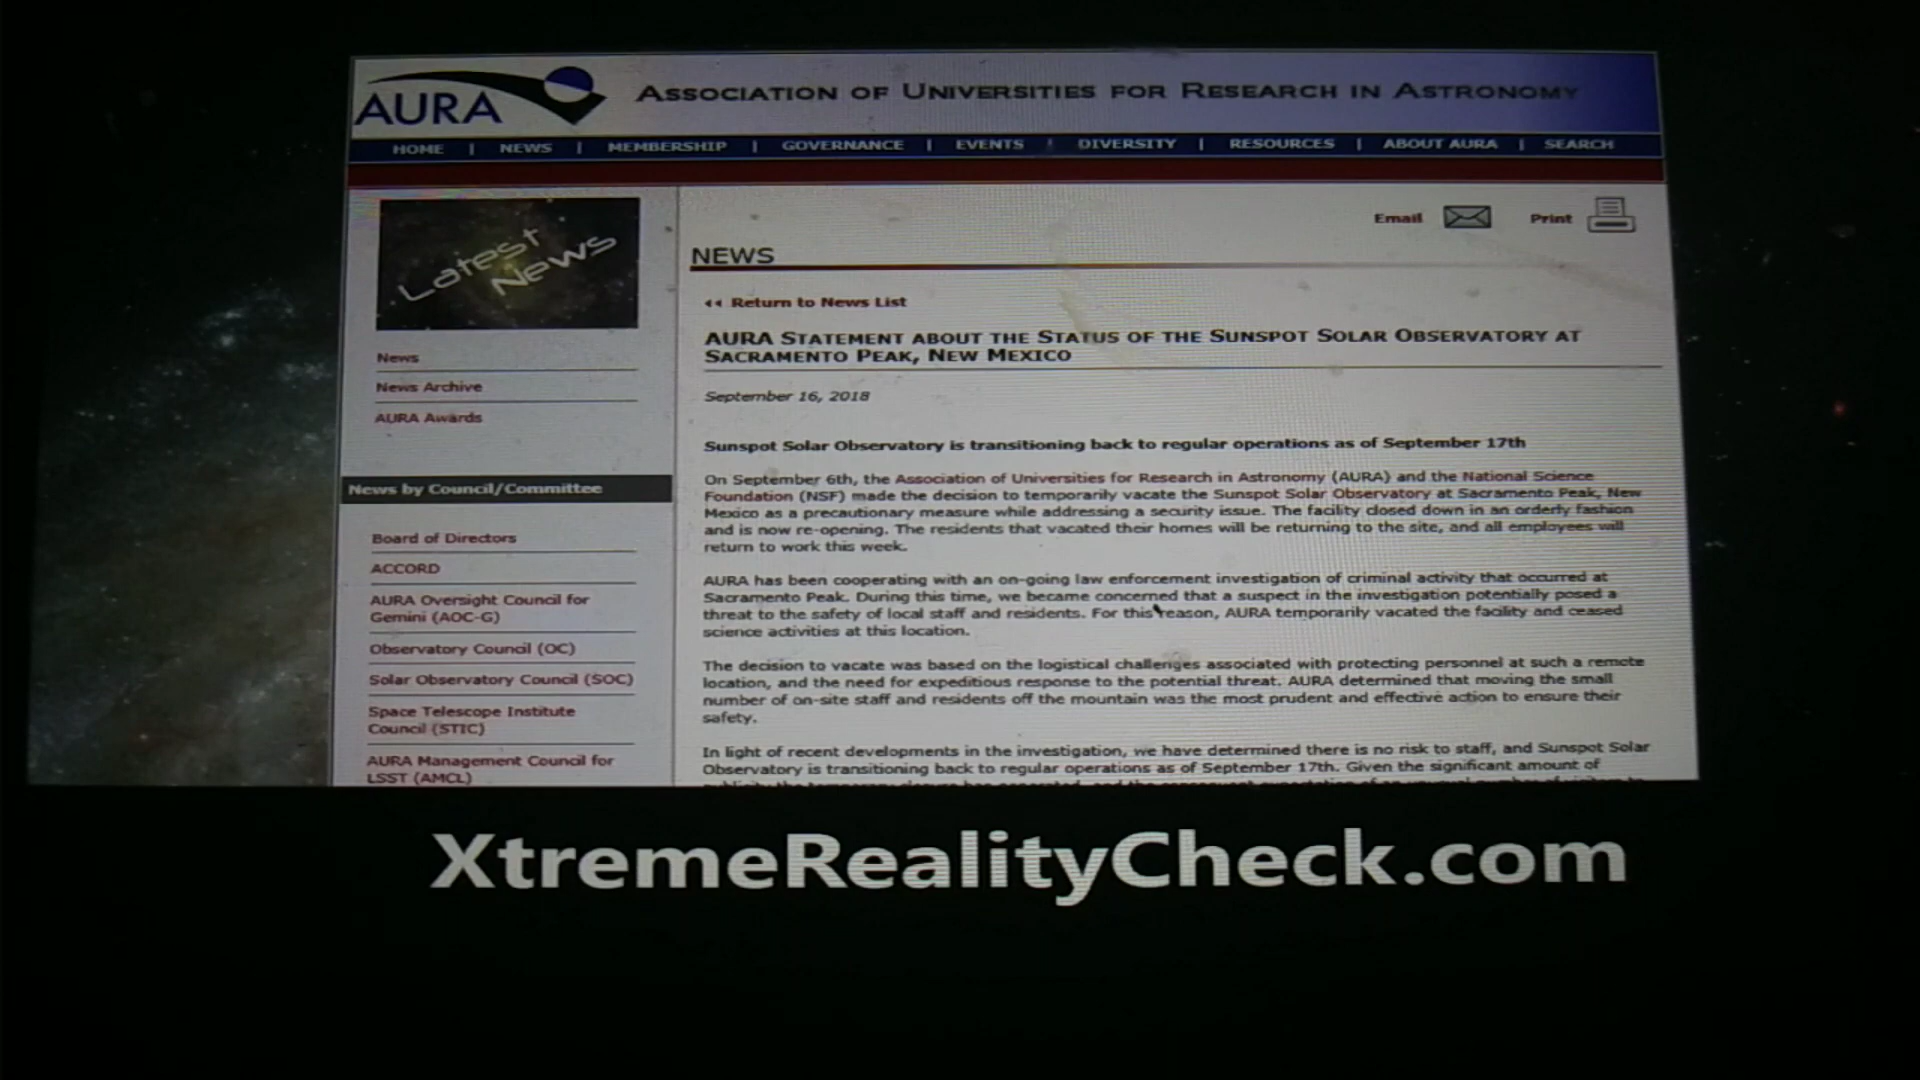 AURA
ASSOCIATION OF UNIVERSITIES FOR RESEARCH IN ASTRONOMY
HOME | NEWS | MEMBERSHIP | GOVERNANCE | EVENTS | DIVERSITY | RESOURCES | ABOUT AURA | SEARCH
Latest
News
News
News Archive
AURA Awards
News by Council/Committee
Board of Directors
ACCORD
AURA Oversight Council for
Gemini (AOC-G)
Observatory Council (OC)
Solar Observatory Council (SOC)
Space Telescope Institute
Council (STIC)
AURA Management Council for
LSST (AMCL)
Email Print
NEWS
Return to News List
AURA STATEMENT ABOUT THE STATUS OF THE SUNSPOT SOLAR OBSERVATORY AT
SACRAMENTO PEAK, NEW MEXICO
September 16, 2018
Sunspot Solar Observatory is transitioning back to regular operations as of September 17th
On September 6th, the Association of Universities for Research in Astronomy (AURA) and the National Science
Foundation (NSF) made the decision to temporarily vacate the Sunspot Solar Observatory at Sacramento Peak, New
Mexico as a precautionary measure while addressing a security issue. The facility closed down in an orderly fashion
and is now re-opening. The residents that vacated their homes will be returning to the site, and all employees will
return to work this week.
AURA has been cooperating with an on-going law enforcement investigation of criminal activity that occurred at
Sacramento Peak. During this time, we became concerned that a suspect in the investigation potentially posed a
threat to the safety of local staff and residents. For this reason, AURA temporarily vacated the facility and ceased
science activities at this location.
The decision to vacate was based on the logistical challenges associated with protecting personnel at such a remote
location, and the need for expeditious response to the potential threat. AURA determined that moving the small
number of on-site staff and residents off the mountain was the most prudent and effective action to ensure their
safety.
In light of recent developments in the investigation, we have determined there is no risk to staff, and Sunspot Solar
Observatory is transitioning back to regular operations as of September 17th. Given the significant amount of
XtremeRealityCheck.com